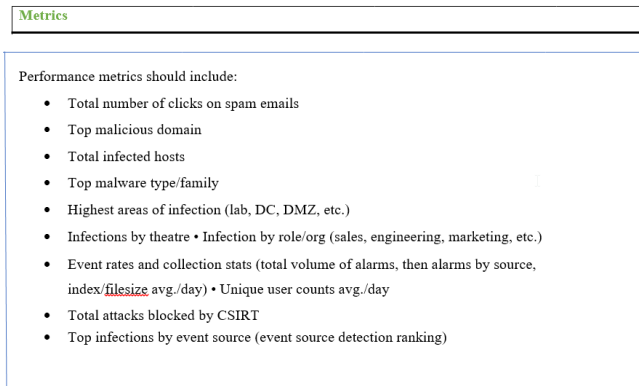 Metrics
Performance metrics should include:
• Total number of clicks on spam emails
• Top malicious domain
• Total infected hosts
• Top malware type/family
• Highest areas of infection (lab, DC, DMZ, etc.)
• Infections by theatre • Infection by role/org (sales, engineering, marketing, etc.)
• Event rates and collection stats (total volume of alarms, then alarms by source,
index/filesize avg./day) • Unique user counts avg./day
• Total attacks blocked by CSIRT
• Top infections by event source (event source detection ranking)